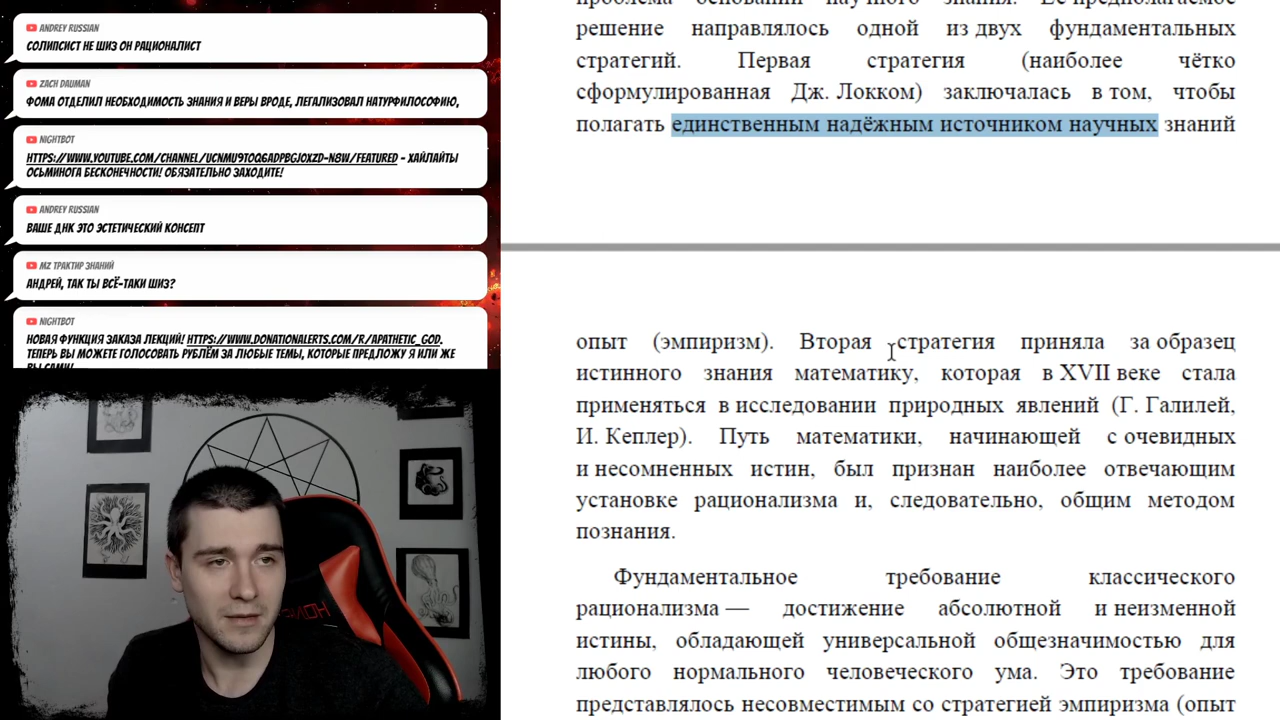 ANDREY RUSSIAN
СОЛИПСИСТ НЕ ШИЗ ОН РАЦИОНАЛИСТ
ZACH DAUMAN
ФОМА ОТДЕЛИЛ НЕОБХОДИМОСТЬ ЗНАНИЯ И ВЕРЫ ВРОДЕ, ЛЕГАЛИЗОВАЛ НАТУРФИЛОСОФИЮ,
NIGHTBOT
- ХАЙЛАЙТЫ
ОСЬМИНОГА БЕСКОНЕЧНОСТИ! ОБЯЗАТЕЛЬНО ЗАХОДИТЕ!
ANDREY RUSSIAN
ВАШЕ ДНК ЭТО ЭСТЕТИЧЕСКИЙ КОНСЕПТ
MZ ТРАКТИР ЗНАНИЙ
АНДРЕЙ, ТАК ТЫ ВСЁ-ТАКИ ШИЗ?
NIGHTBOT
НОВАЯ ФУНКЦИЯ ЗАКАЗА ЛЕКЦИЙ! HTTPS://WWW.DONATIONALERTS.COM/R/APATHETIC_GOD.
ТЕПЕРЬ ВЫ МОЖЕТЕ ГОЛОСОВАТЬ РУБЛЁМ ЗА ЛЮБЫЕ ТЕМЫ, КОТОРЫЕ ПРЕДЛОЖУ Я ИЛИ ЖЕ
ВЫ САМИ!
решение направлялось одной из двух фундаментальных
стратегий. Первая стратегия (наиболее чётко
сформулированная Дж. Локком) заключалась в том, чтобы
полагать единственным надёжным источником научных знаний
опыт (эмпиризм). Вторая стратегия приняла за образец
истинного знания математику, которая в XVII веке стала
применяться в исследовании природных явлений (Г. Галилей,
И. Кеплер). Путь математики, начинающей с очевидных
и несомненных истин, был признан наиболее отвечающим
установке рационализма и, следовательно, общим методом
познания.
Фундаментальное требование классического
рационализма — достижение абсолютной и неизменной
истины, обладающей универсальной общезначимостью для
любого нормального человеческого ума. Это требование
представлялось несовместимым со стратегией эмпиризма (опыт